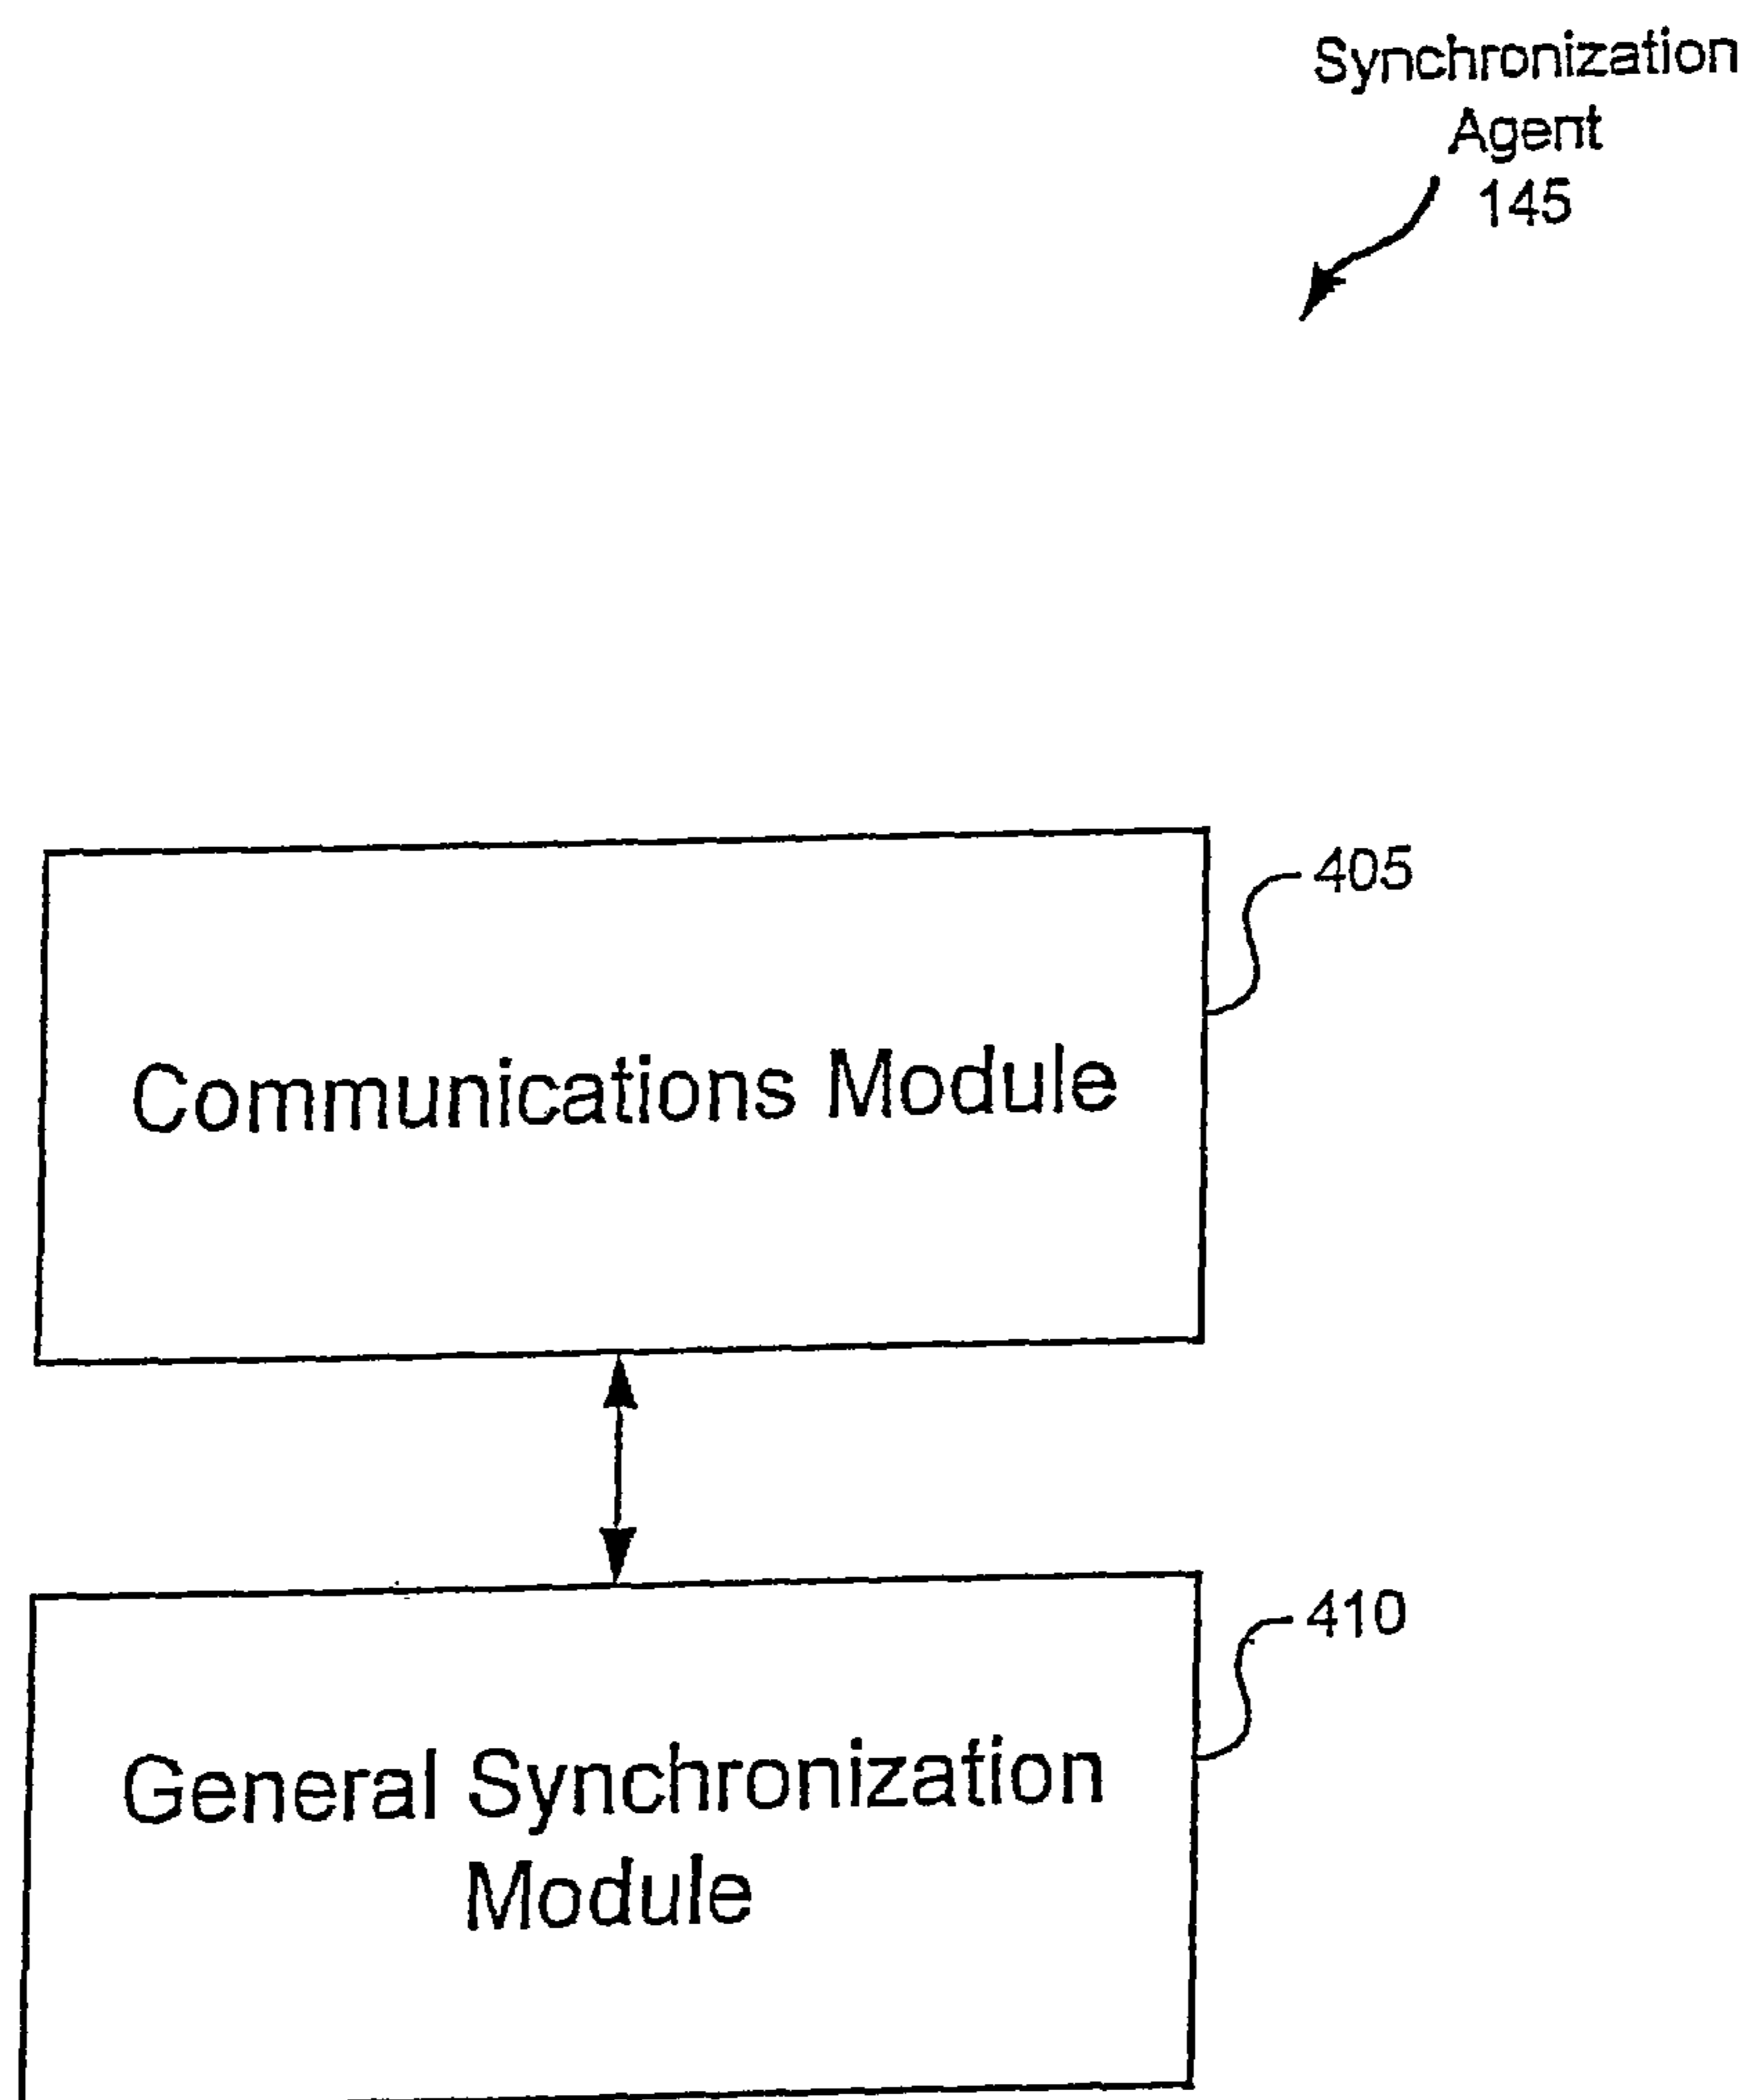 Synchronization
Agent
145
405
Communications Module
410
General Synchronization
Module